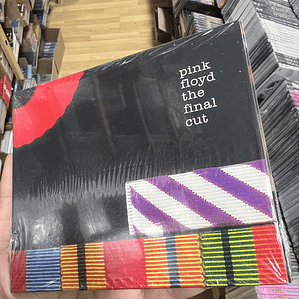 pink
floyd
the
final
cut